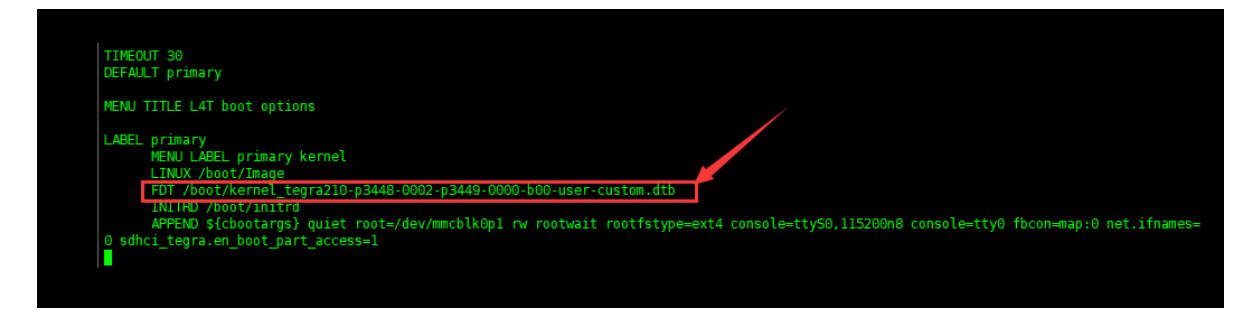 TIMEOUT 30
DEFAULT primary
MENU TITLE L4T boot options
LABEL primary
MENU LABEL primary kernel
LINUX /boot/Image
FDT /boot/kernel_tegra210-p3448-0002-p3449-0000-b00-user-custom.dtb
INITRD /boot/initrd
APPEND ${cbootargs} quiet root=/dev/mmcblk0p1 rw rootwait rootfstype=ext4 console=ttyS0,115200n8 console=tty0 fbcon=map:0 net.ifnames=
0 sdhci_tegra.en_boot_part_access=1